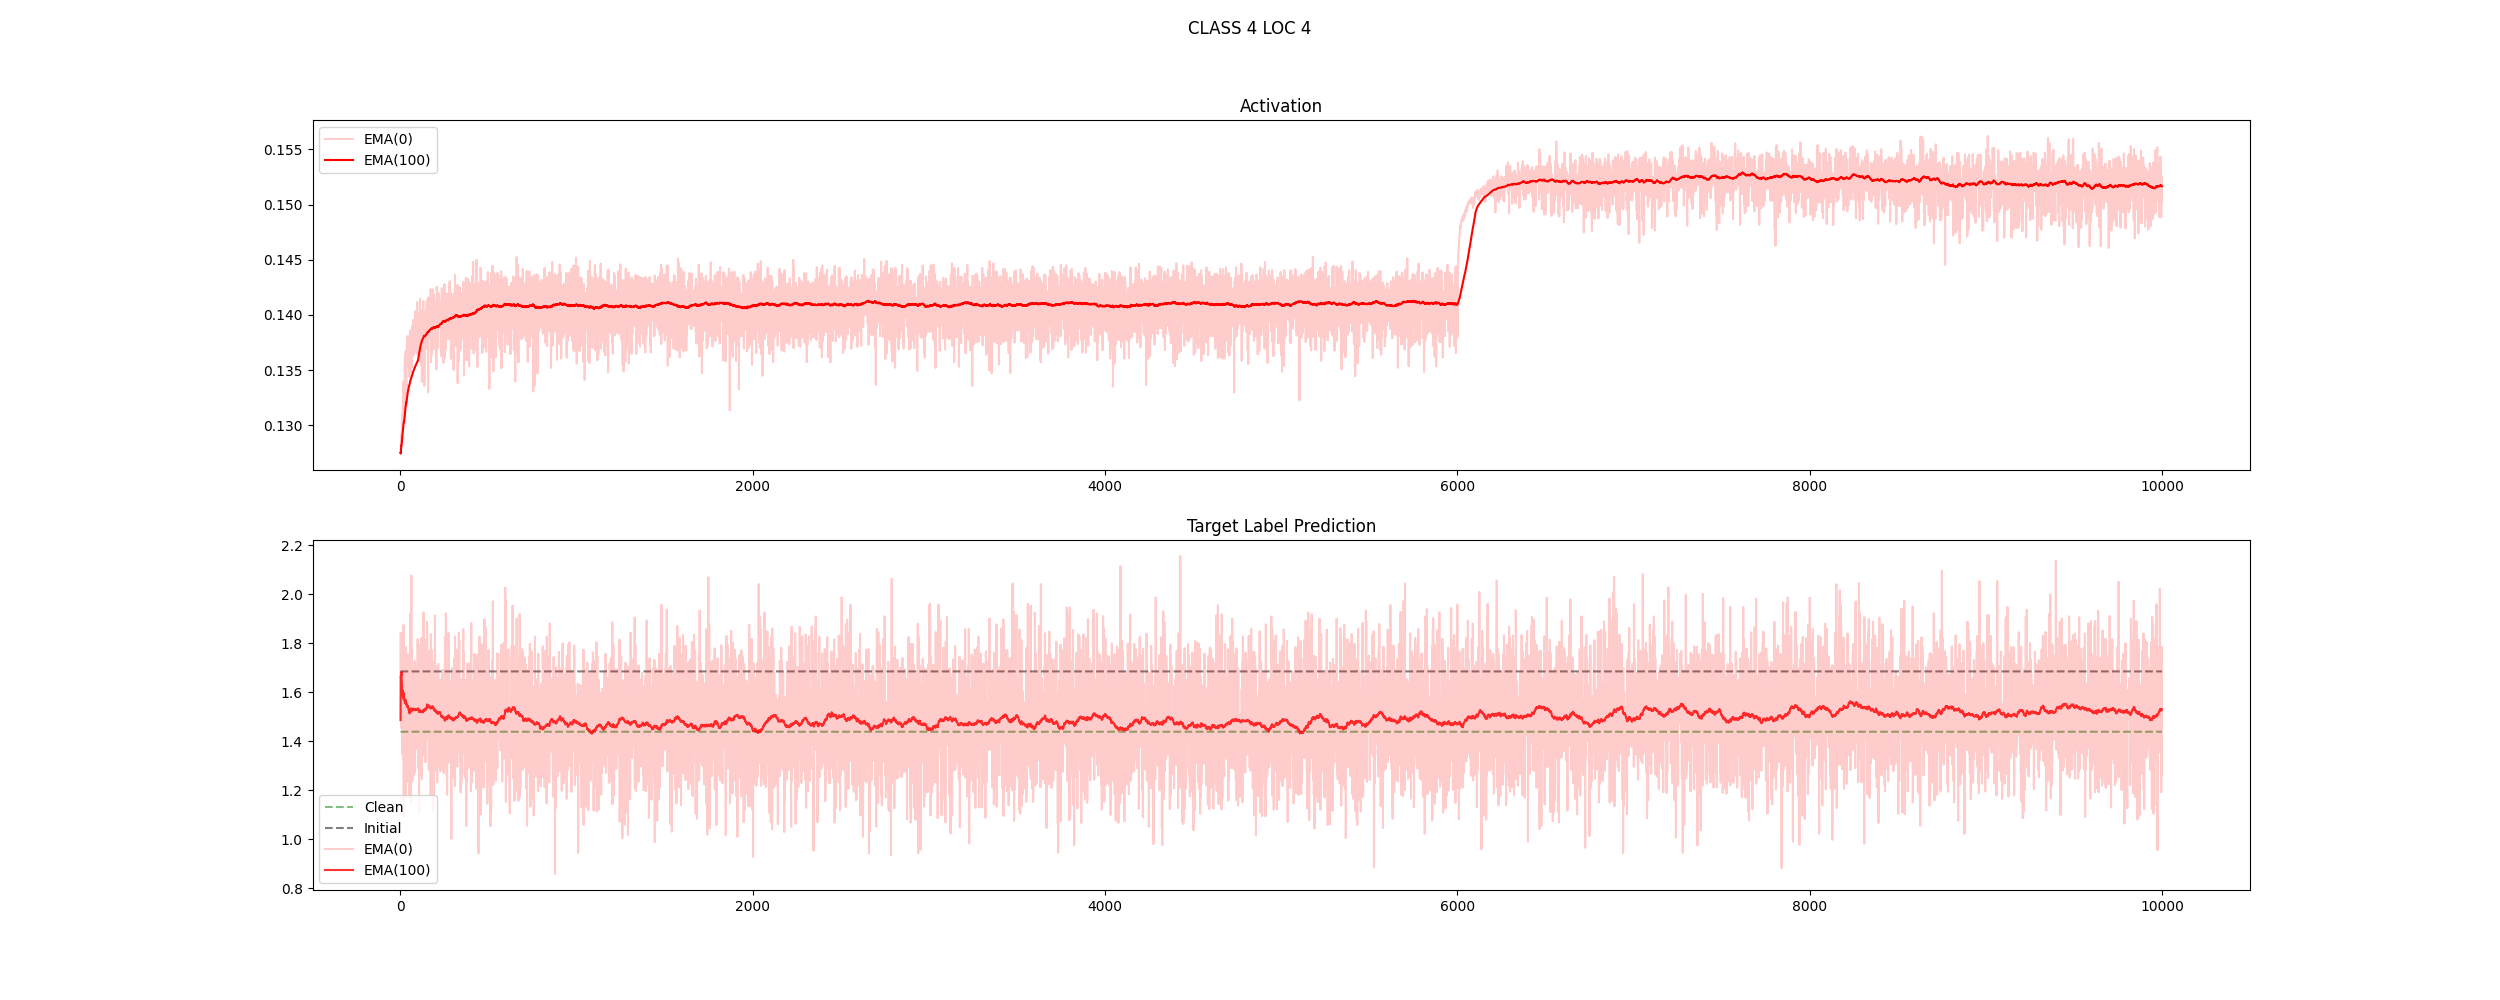 CLASS 4 LOC 4
Activation
EMA(0)
EMA(100)
0.155
0.150
0.145
0.140
0.135
0.130
0 2000 4000 6000 8000 10000
Target Label Prediction
2.2
2.0
1.8
1.6
1.4
1.2
1.0
0.8
Clean
Initial
EMA(0)
EMA(100)
0 2000 4000 6000 8000 10000